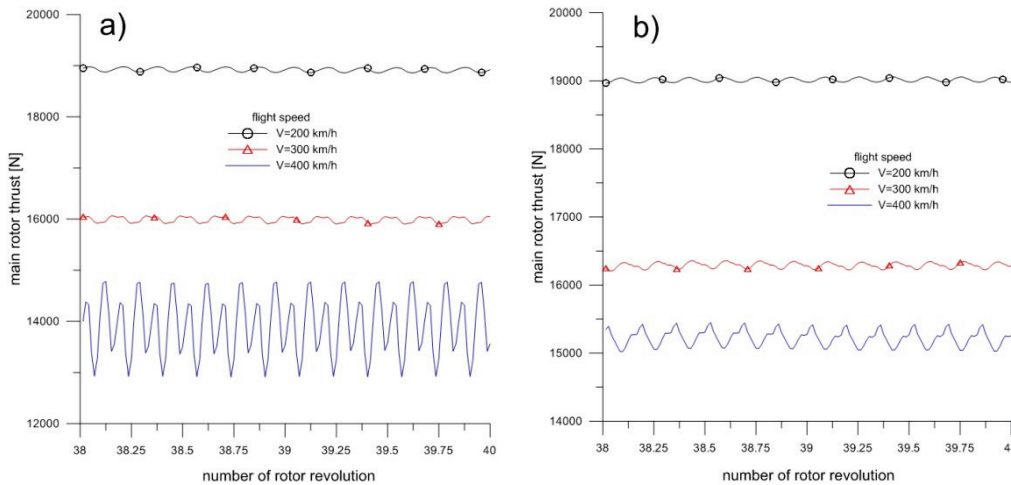 a)
20000
18000
16000
14000
12000
main rotor thrust [N]
flight speed
V=200 km/h
V=300 km/h
V=400 km/h
38 38.25 38.5 38.75 39 39.25 39.5 39.75 40
number of rotor revolution
b)
20000
19000
18000
17000
16000
15000
14000
main rotor thrust [N]
flight speed
V=200 km/h
V=300 km/h
V=400 km/h
38 38.25 38.5 38.75 39 39.25 39.5 39.75 40
number of rotor revolution